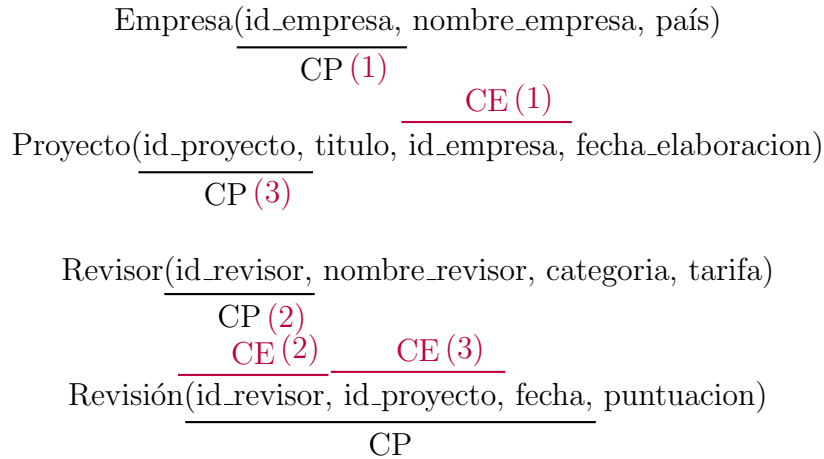 Empresa(id_empresa, nombre_empresa, país)
CP (1)
CE (1)
Proyecto(id_proyecto, titulo, id_empresa, fecha_elaboracion)
CP (3)
Revisor(id_revisor, nombre_revisor, categoria, tarifa)
CP (2)
CE (2) CE (3)
Revisión(id_revisor, id_proyecto, fecha, puntuacion)
CP